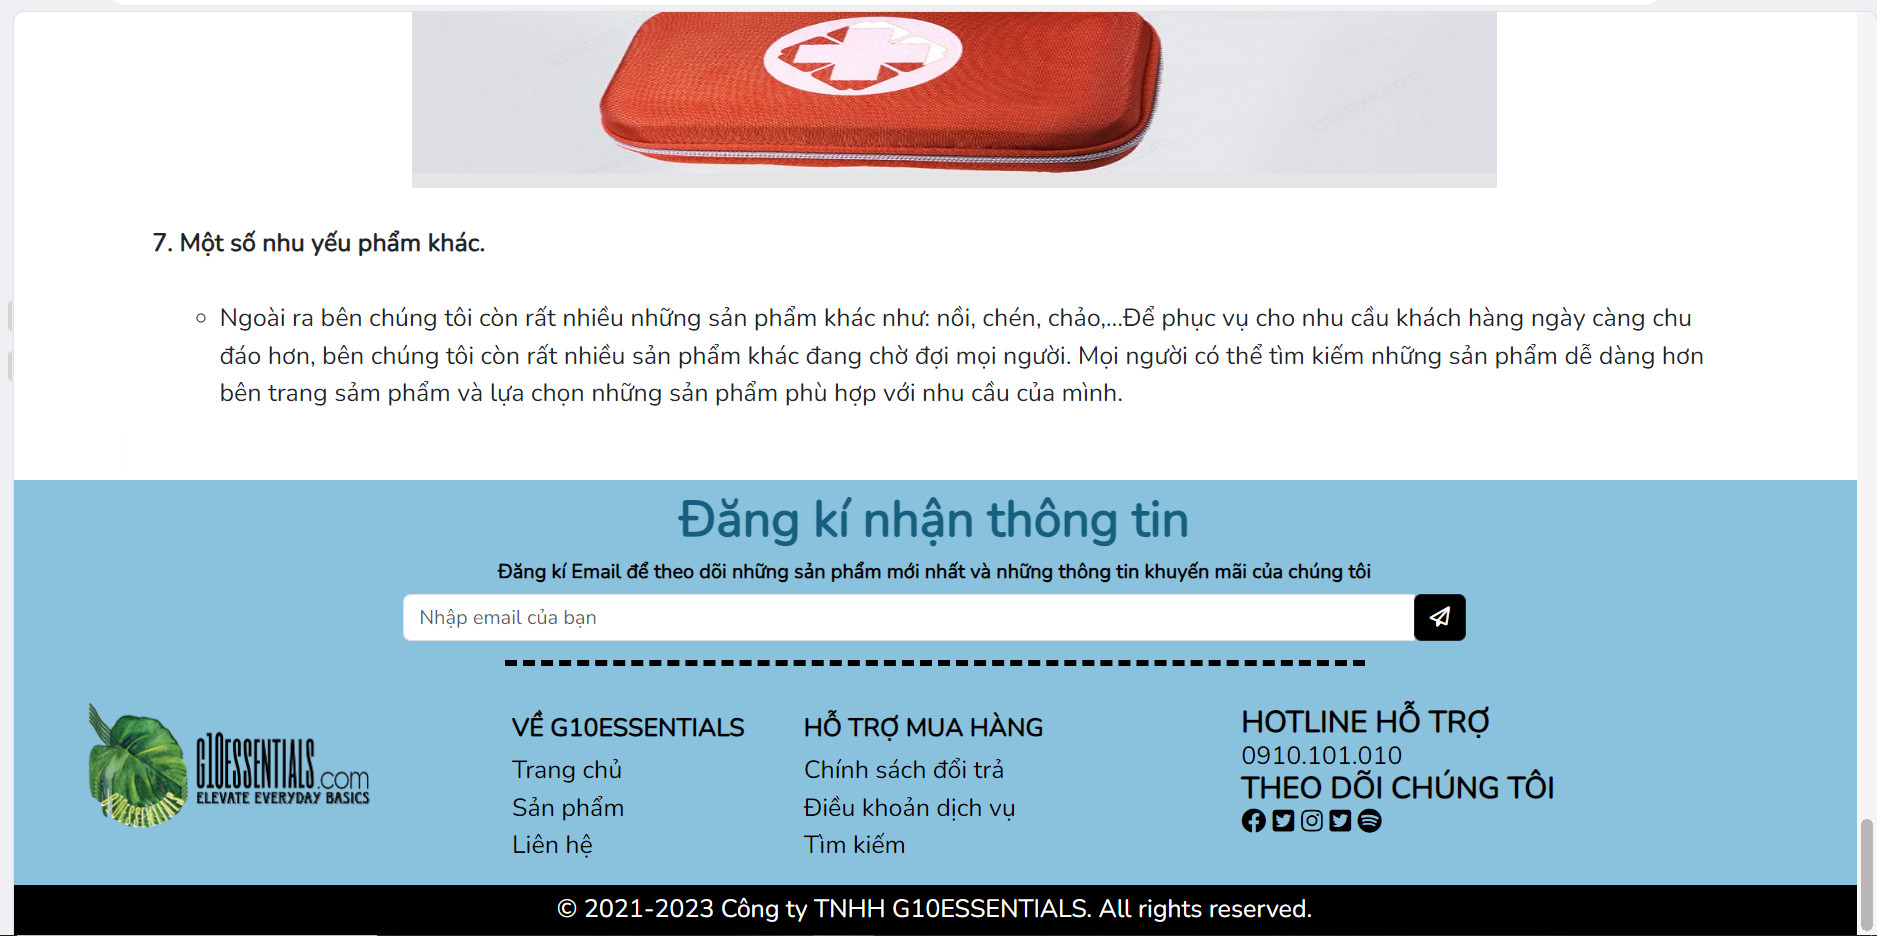 7. Một số nhu yếu phẩm khác.
Ngoài ra bên chúng tôi còn rất nhiều những sản phẩm khác như: nồi, chén, chảo,...Để phục vụ cho nhu cầu khách hàng ngày càng chu
đáo hơn, bên chúng tôi còn rất nhiều sản phẩm khác đang chờ đợi mọi người. Mọi người có thể tìm kiếm những sản phẩm dễ dàng hơn
bên trang sảm phẩm và lựa chọn những sản phẩm phù hợp với nhu cầu của mình.
Đăng kí nhận thông tin
Đăng kí Email để theo dõi những sản phẩm mới nhất và những thông tin khuyến mãi của chúng tôi
Nhập email của bạn
G10ESSENTIALS.com
ELEVATE EVERYDAY BASICS
G10ESSENTIALS
VỀ G10ESSENTIALS
Trang chủ
Sản phẩm
Liên hệ
HỖ TRỢ MUA HÀNG
Chính sách đổi trả
Điều khoản dịch vụ
Tìm kiếm
HOTLINE HỖ TRỢ
0910.101.010
THEO DÕI CHÚNG TÔI
© 2021-2023 Công ty TNHH G10ESSENTIALS. All rights reserved.